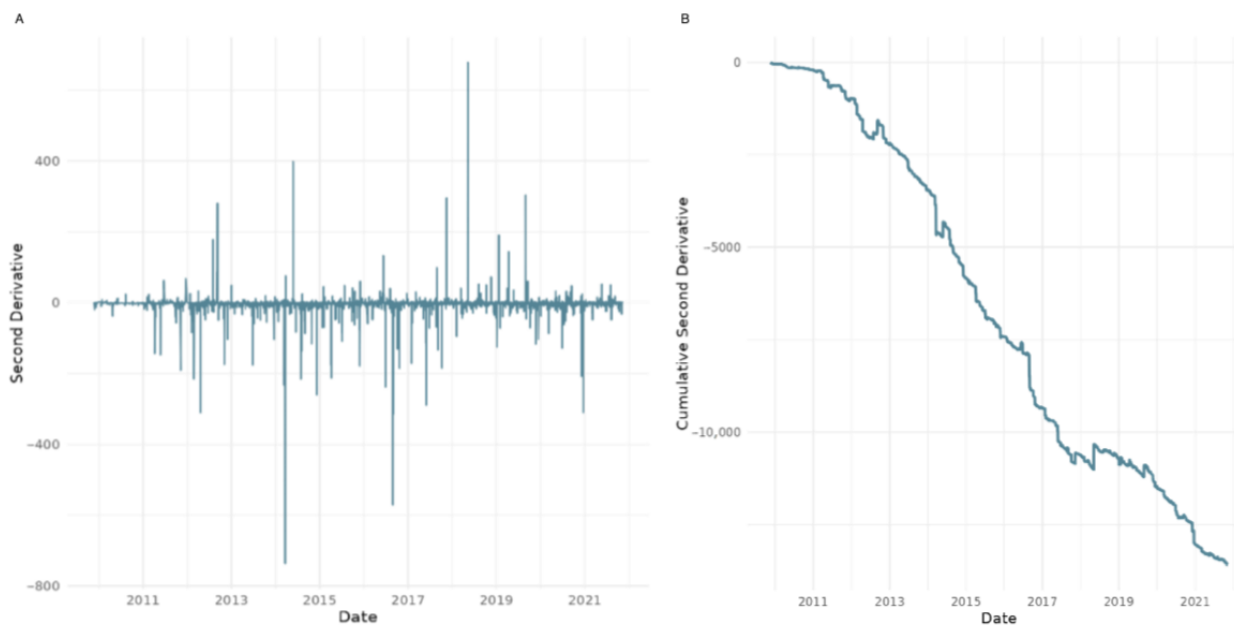 A
B
Second Derivative
400
0
−400
−800
2011 2013 2015 2017 2019 2021
Date
Cumulative Second Derivative
0
−5000
−10,000
2011 2013 2015 2017 2019 2021
Date